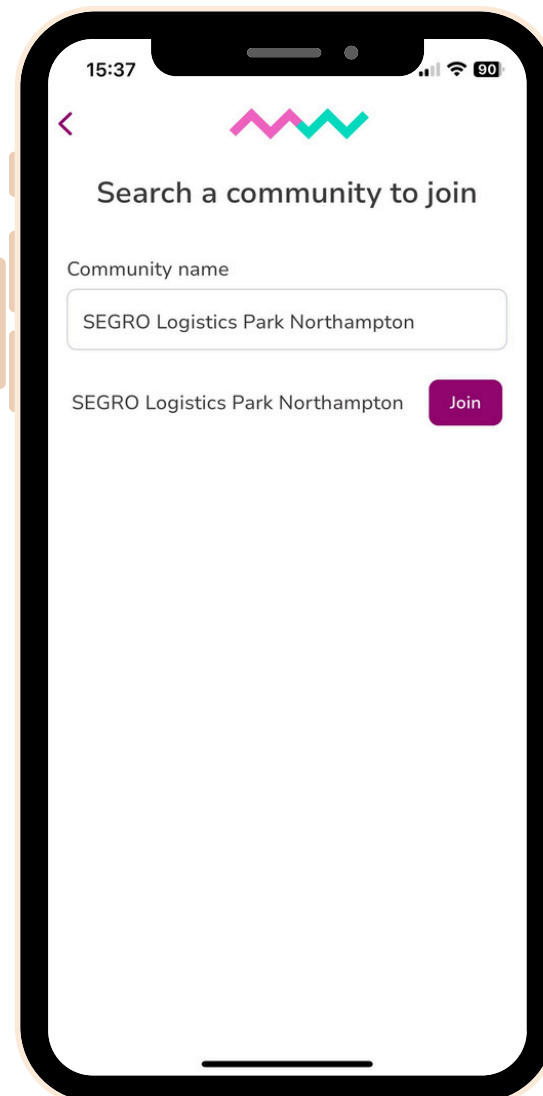 15:37
90
Search a community to join
Community name
SEGRO Logistics Park Northampton
SEGRO Logistics Park Northampton
Join